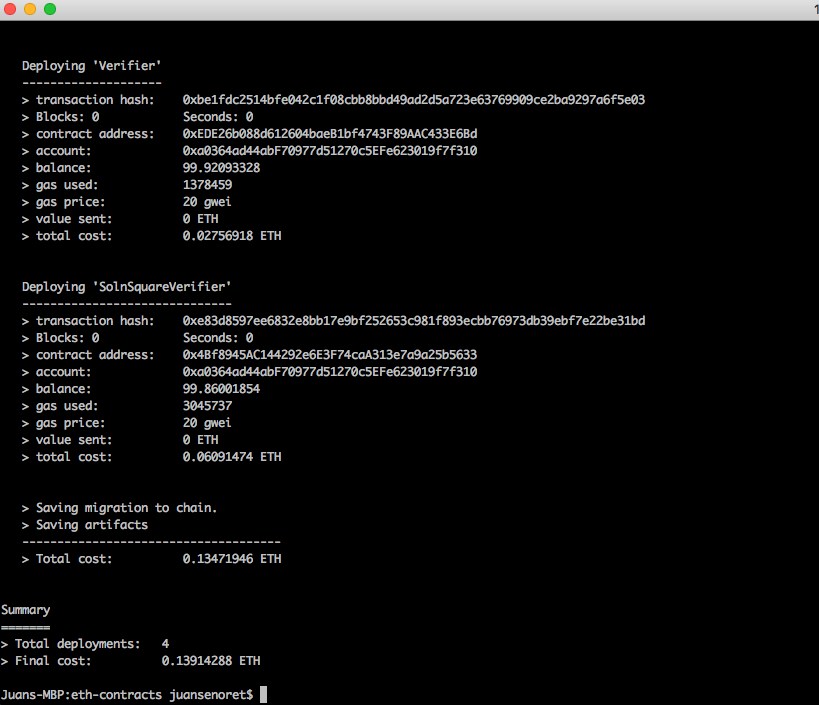 1
Deploying 'Verifier'
--------------------
> transaction hash:    0xbe1fdc2514bfe042c1f08cbb8bbd49ad2d5a723e63769909ce2ba9297a6f5e03
> Blocks: 0            Seconds: 0
> contract address:    0xEDE26b088d612604baeB1bf4743F89AAC433E6Bd
> account:             0xa0364ad44abF70977d51270c5EFe623019f7f310
> balance:             99.92093328
> gas used:            1378459
> gas price:           20 gwei
> value sent:          0 ETH
> total cost:          0.02756918 ETH
Deploying 'SolnSquareVerifier'
------------------------------
> transaction hash:    0xe83d8597ee6832e8bb17e9bf252653c981f893ecbb76973db39ebf7e22be31bd
> Blocks: 0            Seconds: 0
> contract address:    0x4Bf8945AC144292e6E3F74caA313e7a9a25b5633
> account:             0xa0364ad44abF70977d51270c5EFe623019f7f310
> balance:             99.86001854
> gas used:            3045737
> gas price:           20 gwei
> value sent:          0 ETH
> total cost:          0.06091474 ETH
> Saving migration to chain.
> Saving artifacts
-------------------------------------
> Total cost:          0.13471946 ETH
Summary
=======
> Total deployments:   4
> Final cost:          0.13914288 ETH
Juans-MBP:eth-contracts juansenoret$